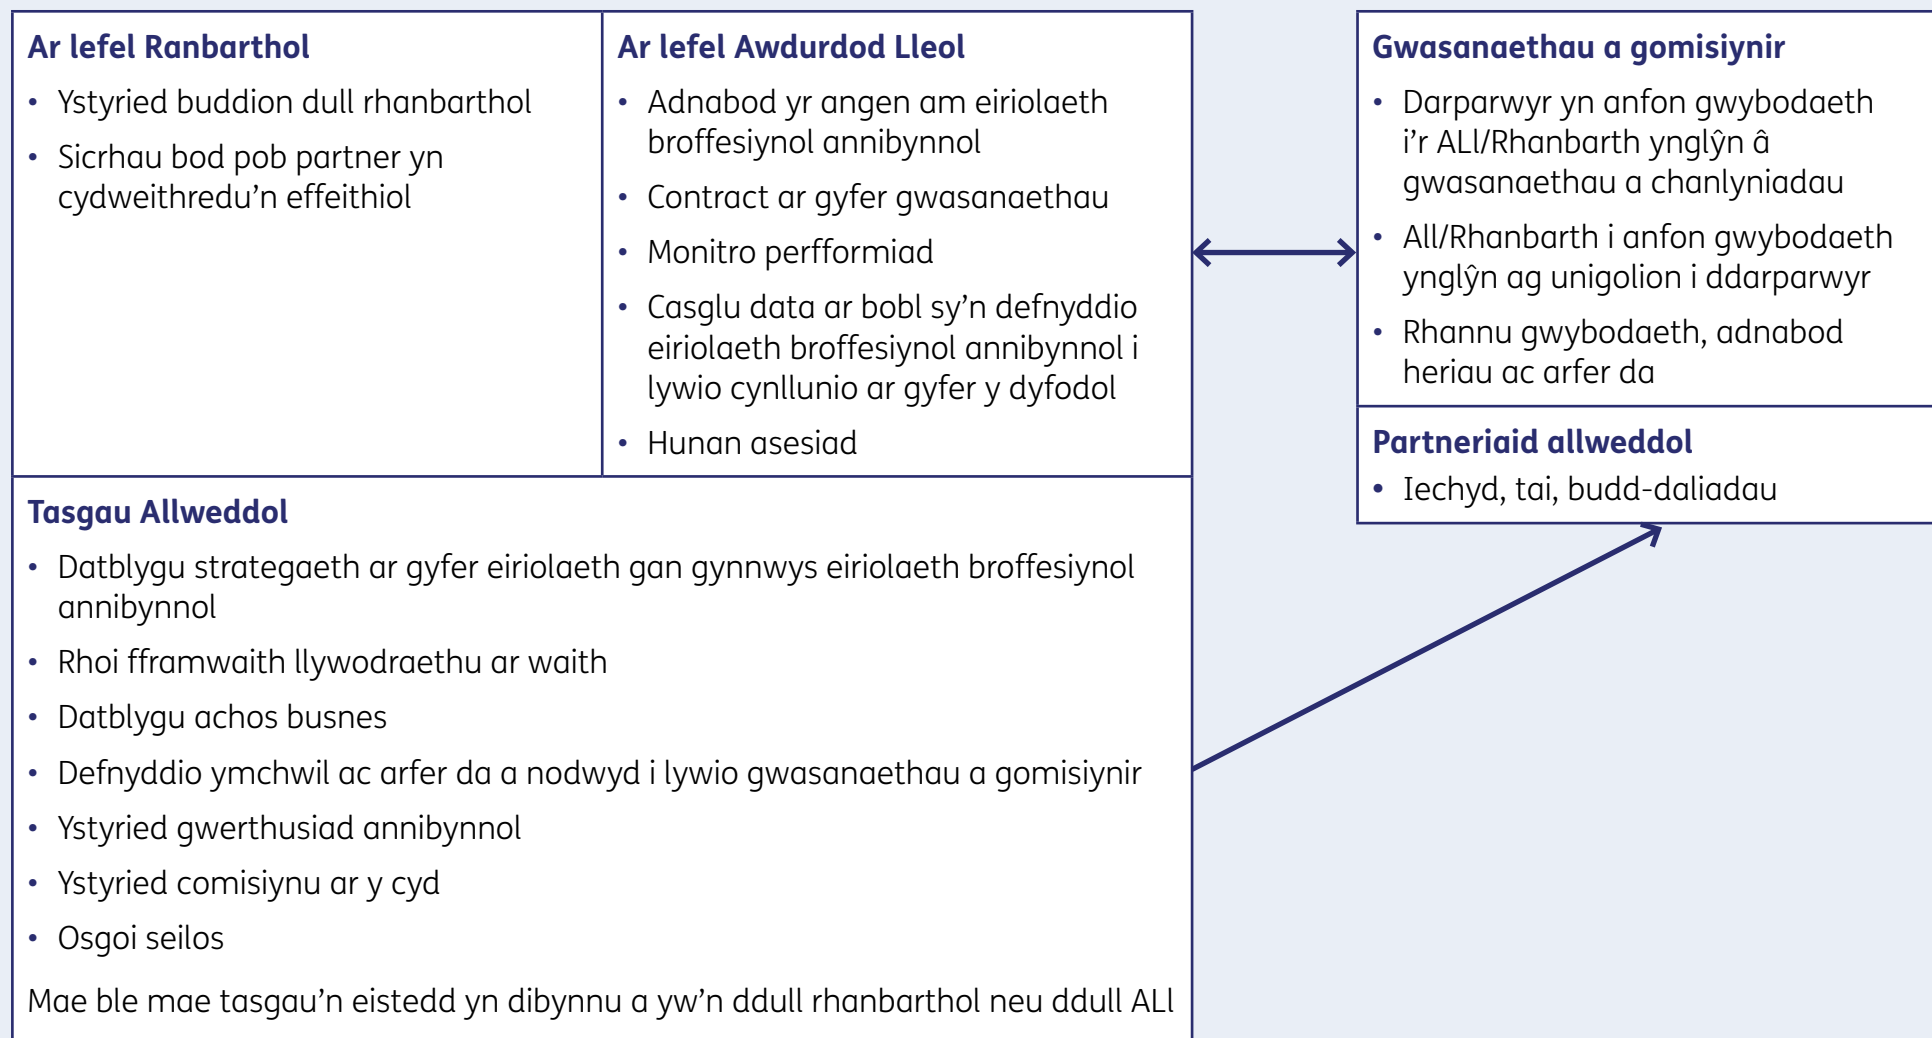 Ar lefel Ranbarthol
• Ystyried buddion dull rhanbarthol
• Sicrhau bod pob partner yn
cydweithredu'n effeithiol
Ar lefel Awdurdod Lleol
• Adnabod yr angen am eiriolaeth
broffesiynol annibynnol
• Contract ar gyfer gwasanaethau
• Monitro perfformiad
• Casglu data ar bobl sy'n defnyddio
eiriolaeth broffesiynol annibynnol i
lywio cynllunio ar gyfer y dyfodol
• Hunan asesiad
Tasgau Allweddol
• Datblygu strategaeth ar gyfer eiriolaeth gan gynnwys eiriolaeth broffesiynol
annibynnol
• Rhoi fframwaith llywodraethu ar waith
• Datblygu achos busnes
• Defnyddio ymchwil ac arfer da a nodwyd i lywio gwasanaethau a gomisiynir
• Ystyried gwerthusiad annibynnol
• Ystyried comisiynu ar y cyd
• Osgoi seilos
Mae ble mae tasgau'n eistedd yn dibynnu a yw'n ddull rhanbarthol neu ddull ALl
Gwasanaethau a gomisiynir
• Darparwyr yn anfon gwybodaeth
i'r ALl/Rhanbarth ynglŷn â
gwasanaethau a chanlyniadau
• All/Rhanbarth i anfon gwybodaeth
ynglŷn ag unigolion i ddarparwyr
• Rhannu gwybodaeth, adnabod
heriau ac arfer da
Partneriaid allweddol
• Iechyd, tai, budd-daliadau